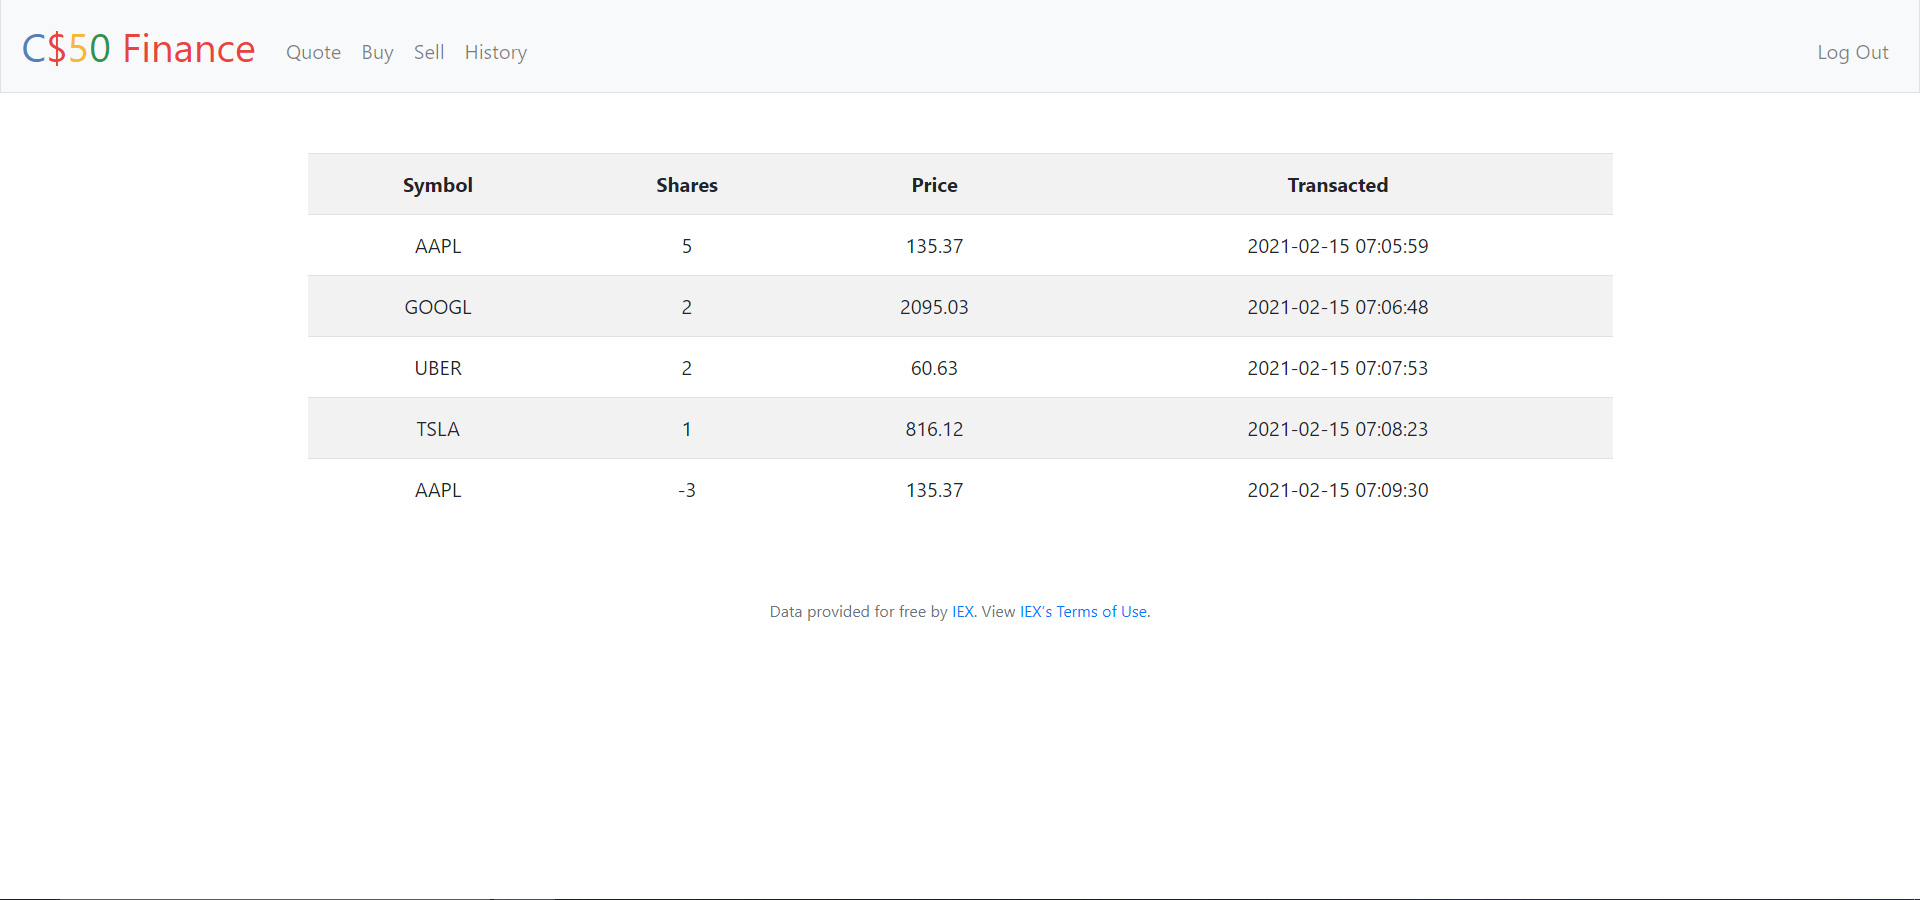 C$50 Finance Quote Buy Sell History Log Out
Symbol Shares Price Transacted
AAPL 5 135.37 2021-02-15 07:05:59
GOOGL 2 2095.03 2021-02-15 07:06:48
UBER 2 60.63 2021-02-15 07:07:53
TSLA 1 816.12 2021-02-15 07:08:23
AAPL -3 135.37 2021-02-15 07:09:30
Data provided for free by IEX. View IEX's Terms of Use.